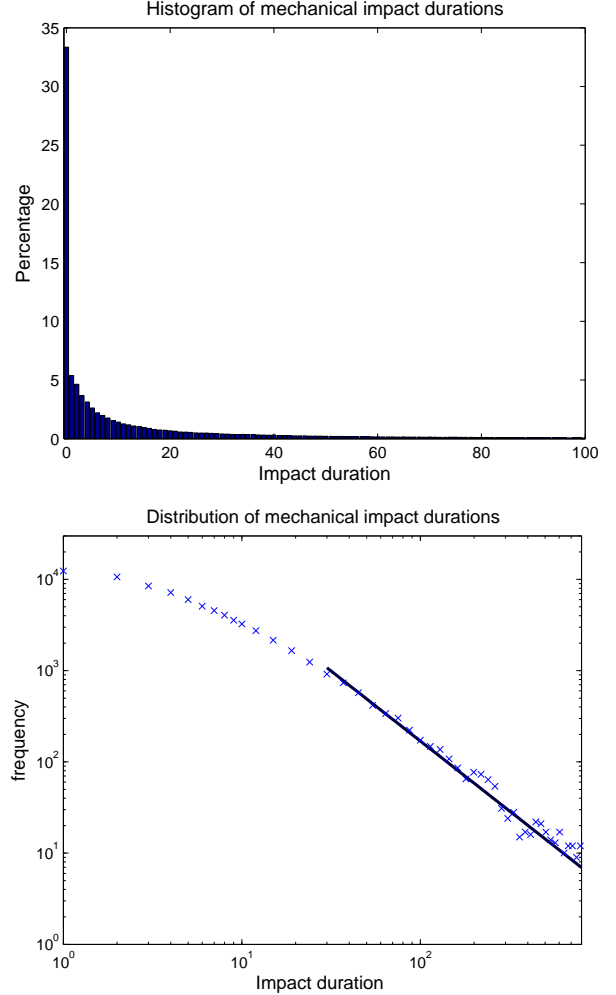 Histogram of mechanical impact durations
35
30
25
20
15
10
5
0
Percentage
0 20 40 60 80 100
Impact duration
Distribution of mechanical impact durations
10^4
10^3
10^2
10^1
10^0
frequency
10^0 10^1 10^2
Impact duration